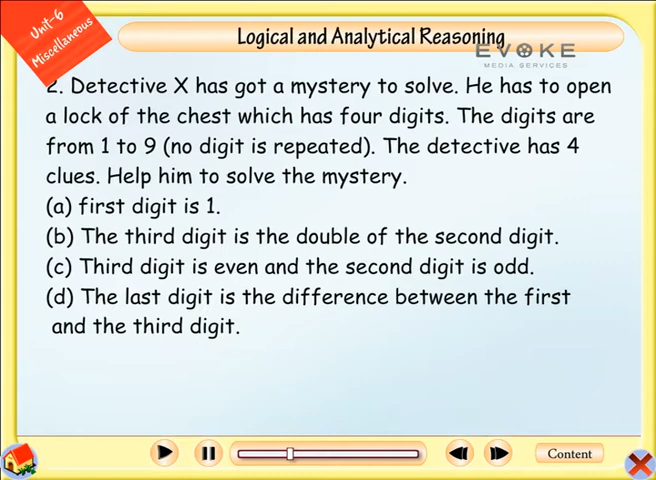 Unit-6
Miscellaneous
Logical and Analytical Reasoning
EVOKE
MEDIA SERVICES
2. Detective X has got a mystery to solve. He has to open
a lock of the chest which has four digits. The digits are
from 1 to 9 (no digit is repeated). The detective has 4
clues. Help him to solve the mystery.
(a) first digit is 1.
(b) The third digit is the double of the second digit.
(c) Third digit is even and the second digit is odd.
(d) The last digit is the difference between the first
and the third digit.
Content